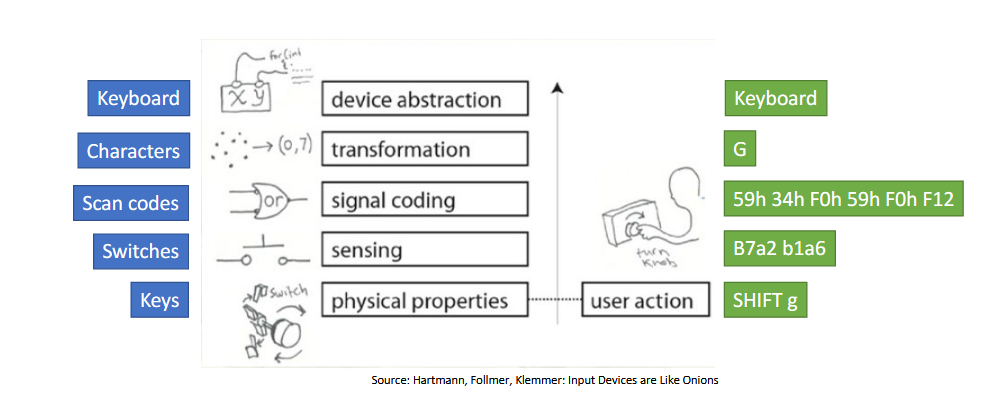 for(int
{ ......
Keyboard
X Y
device abstraction
Keyboard
Characters
→ (0,7)
transformation
G
Scan codes
or
signal coding
59h 34h F0h 59h F0h F12
Switches
sensing
turn
knob
B7a2 b1a6
Keys
switch
physical properties
user action
SHIFT g
Source: Hartmann, Follmer, Klemmer: Input Devices are Like Onions